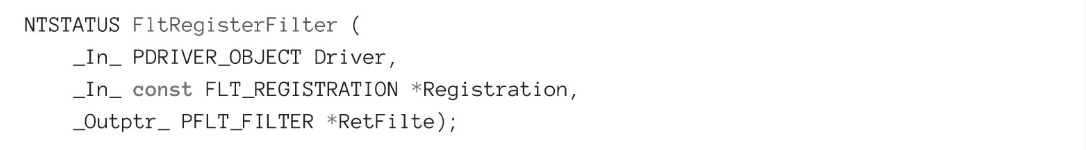 NTSTATUS FltRegisterFilter (
    _In_ PDRIVER_OBJECT Driver,
    _In_ const FLT_REGISTRATION *Registration,
    _Outptr_ PFLT_FILTER *RetFilte);